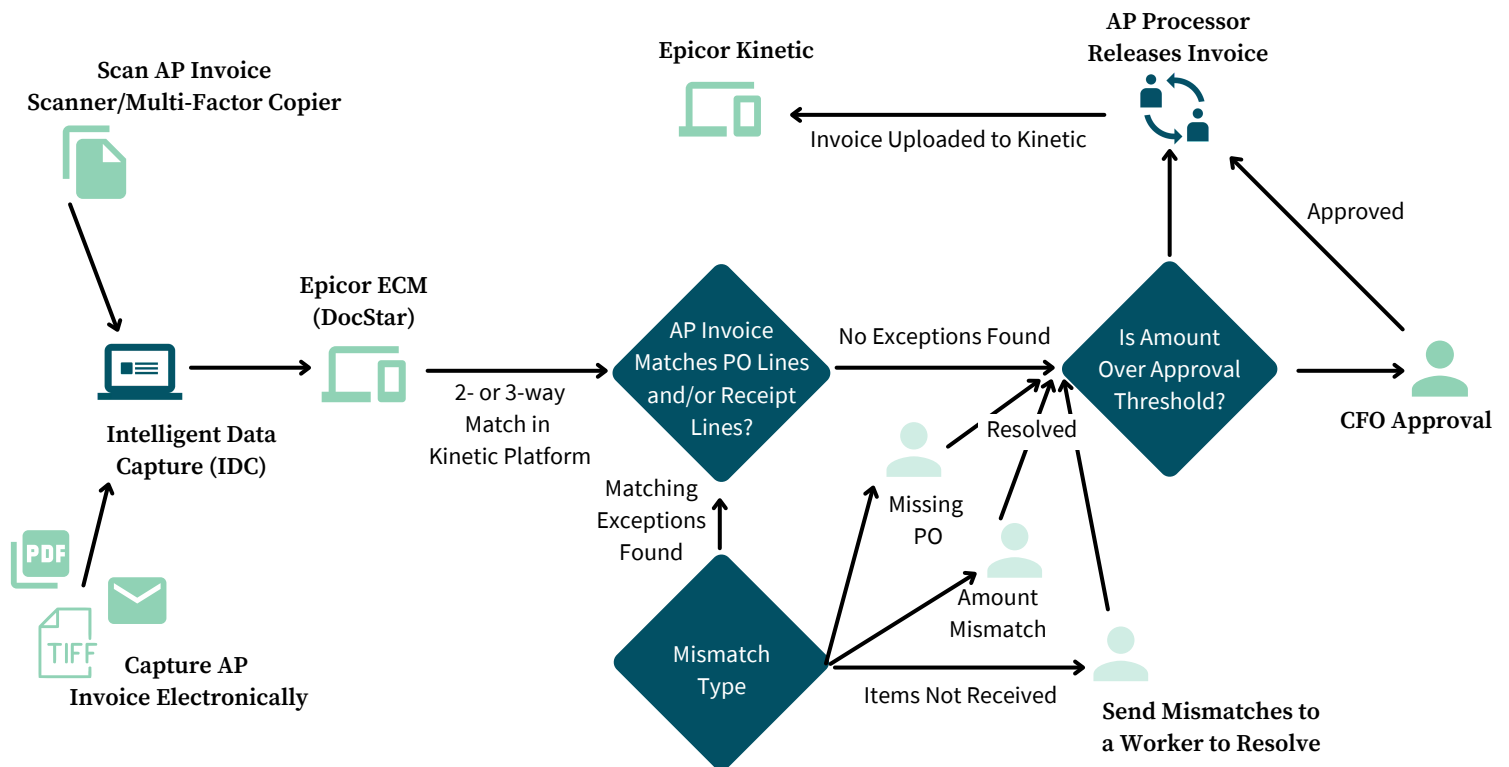 Scan AP Invoice
Scanner/Multi-Factor Copier
Intelligent Data
Capture (IDC)
PDF
TIFF
Capture AP
Invoice Electronically
Epicor ECM
(DocStar)
2- or 3-way
Match in
Kinetic Platform
AP Invoice
Matches PO Lines
and/or Receipt
Lines?
Matching
Exceptions
Found
Mismatch
Type
No Exceptions Found
Missing
PO
Amount
Mismatch
Items Not Received
Send Mismatches to
a Worker to Resolve
Resolved
Is Amount
Over Approval
Threshold?
CFO Approval
Approved
AP Processor
Releases Invoice
Invoice Uploaded to Kinetic
Epicor Kinetic